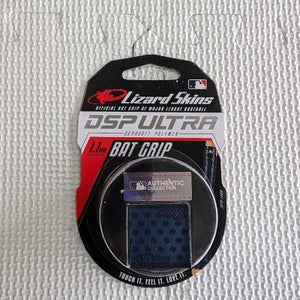 Lizard Skins
OFFICIAL BAT GRIP OF MAJOR LEAGUE BASEBALL
DSP ULTRA
DURASOFT POLYMER
1.1mm
BAT GRIP
AUTHENTIC
COLLECTION
TOUCH IT. FEEL IT. LOVE IT.